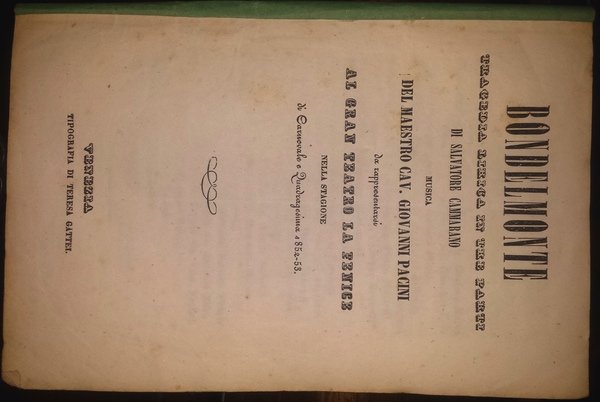 BONDELMONTE
TRAGEDIA LIRICA IN TRE PARTI
DI SALVATORE CAMMARANO
MUSICA
DEL MAESTRO CAV. GIOVANNI PACINI
da rappresentarsi
AL GRAN TEATRO LA FENICE
NELLA STAGIONE
di Carnovale e Quadragesima 1852-53.
VENEZIA
TIPOGRAFIA DI TERESA GATTEI.